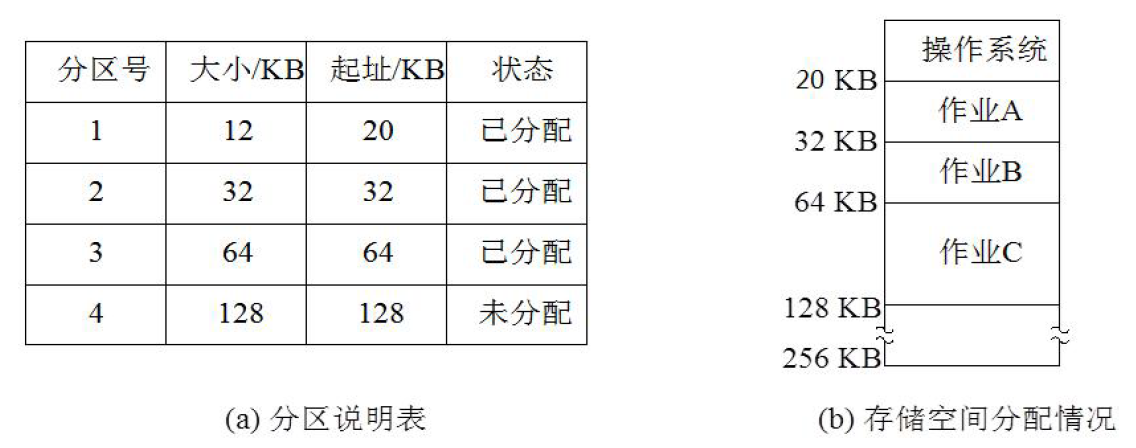 分区号 大小/KB 起址/KB 状态
1 12 20 已分配
2 32 32 已分配
3 64 64 已分配
4 128 128 未分配
(a) 分区说明表
操作系统
20 KB
作业A
32 KB
作业B
64 KB
作业C
128 KB
256 KB
(b) 存储空间分配情况